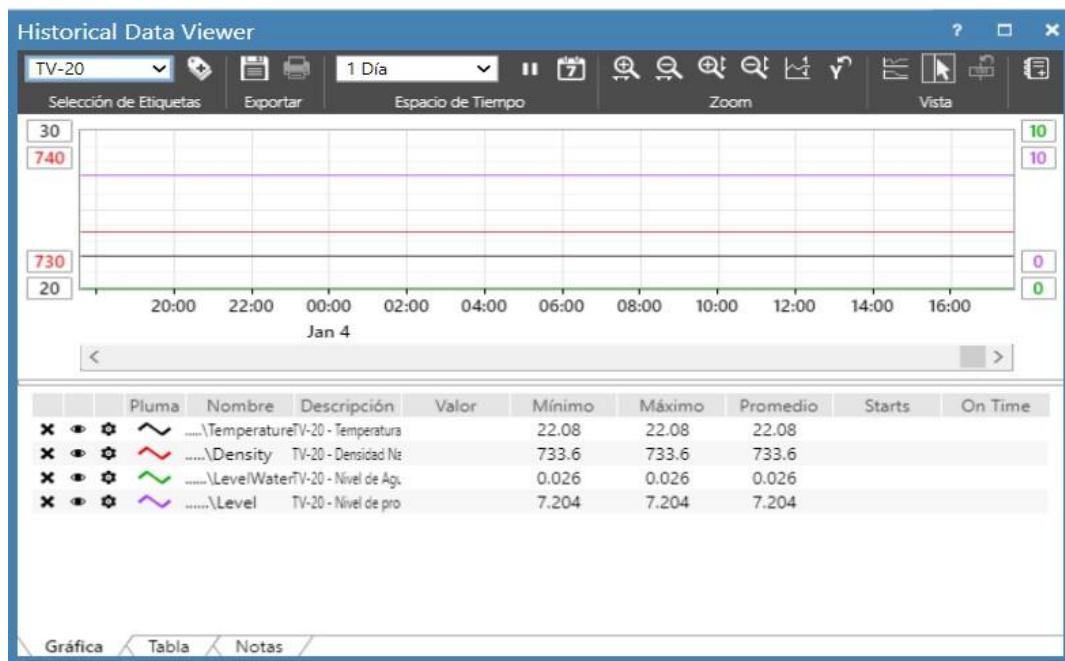 Historical Data Viewer
TV-20 1 Día
Selección de Etiquetas Exportar Espacio de Tiempo Zoom Vista
30 10
740 10
730 0
20 0
20:00 22:00 00:00 02:00 04:00 06:00 08:00 10:00 12:00 14:00 16:00
Jan 4
Pluma Nombre Descripción Valor Mínimo Máximo Promedio Starts On Time
.....\Temperature TV-20 - Temperatura 22.08 22.08 22.08
.....\Density TV-20 - Densidad Na 733.6 733.6 733.6
......\LevelWater TV-20 - Nivel de Agu 0.026 0.026 0.026
......\Level TV-20 - Nivel de pro 7.204 7.204 7.204
Gráfica Tabla Notas